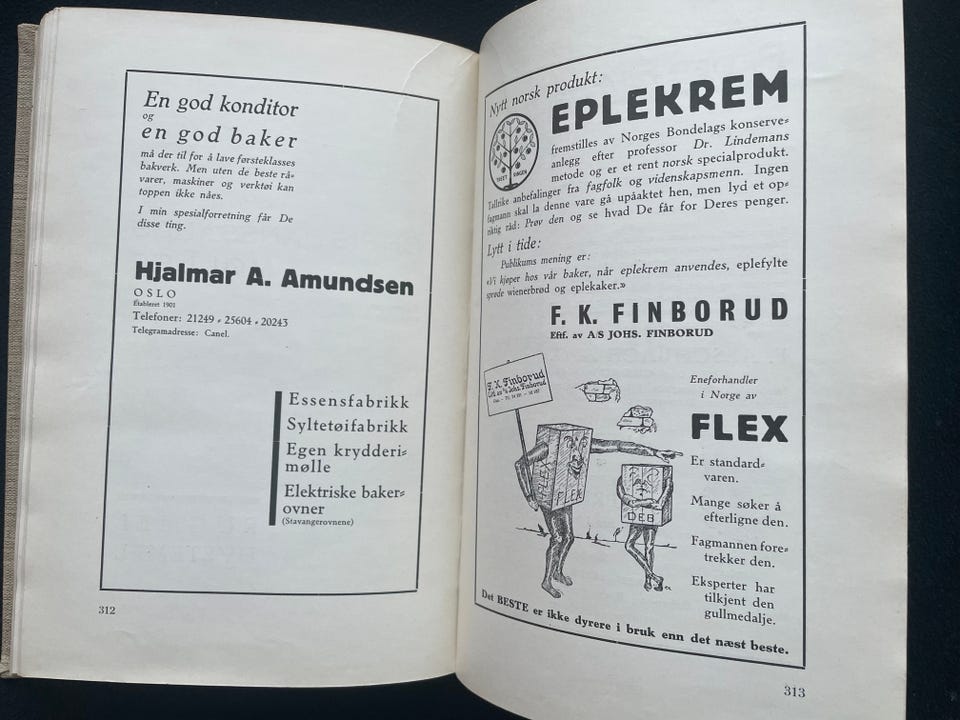 En god konditor
og
en god baker
må der til for å lave førsteklasses
bakverk. Men uten de beste rå-
varer, maskiner og verktøi kan
toppen ikke nåes.
I min spesialforretning får De
disse ting.
Hjalmar A. Amundsen
OSLO
Etableret 1901
Telefoner: 21249 - 25604 - 20243
Telegramadresse: Canel.
Essensfabrikk
Syltetøifabrikk
Egen krydderi-
mølle
Elektriske baker-
ovner
(Stavangerovnene)
312
Nytt norsk produkt:
EPLEKREM
fremstilles av Norges Bondelags konserve-
anlegg efter professor Dr. Lindemans
metode og er et rent norsk specialprodukt.
Tallrike anbefalinger fra fagfolk og videnskapsmenn. Ingen
fagmann skal la denne vare gå upåaktet hen, men lyd et op-
riktig råd: Prøv den og se hvad De får for Deres penger.
Lytt i tide:
Publikums mening er:
«Vi kjøper hos vår baker, når eplekrem anvendes, eplefylte
sprøde wienerbrød og eplekaker.»
F. K. FINBORUD
Eftf. av A/S JOHS. FINBORUD
F. K. Finborud
Eftf. av A/S Johs. Finborud
Eneforhandler
i Norge av
FLEX
FLEX
FLEX
DEB
Er standard-
varen.
Mange søker å
efterligne den.
Fagmannen fore-
trekker den.
Eksperter har
tilkjent den
gullmedalje.
Det BESTE er ikke dyrere i bruk enn det næst beste.
313